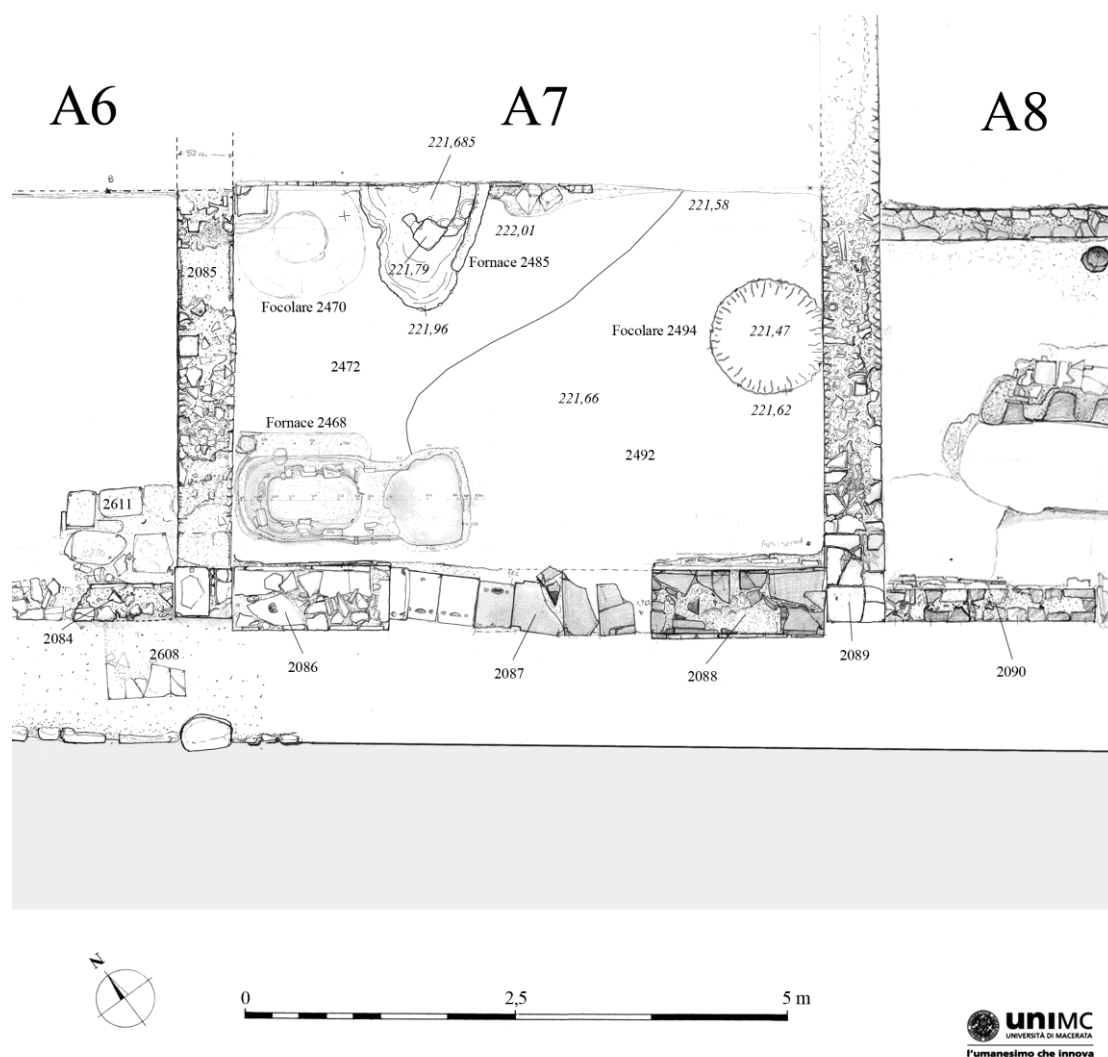 A6
A7
A8
52 cm
B
221,685
221,58
222,01
2085
221,79
Fornace 2485
Focolare 2470
221,96
Focolare 2494
221,47
2472
221,66
221,62
Fornace 2468
2492
2611
2084
2608
2086
2087
2088
2089
2090
N
0
2,5
5 m
uniMC
UNIVERSITÀ DI MACERATA
l'umanesimo che innova